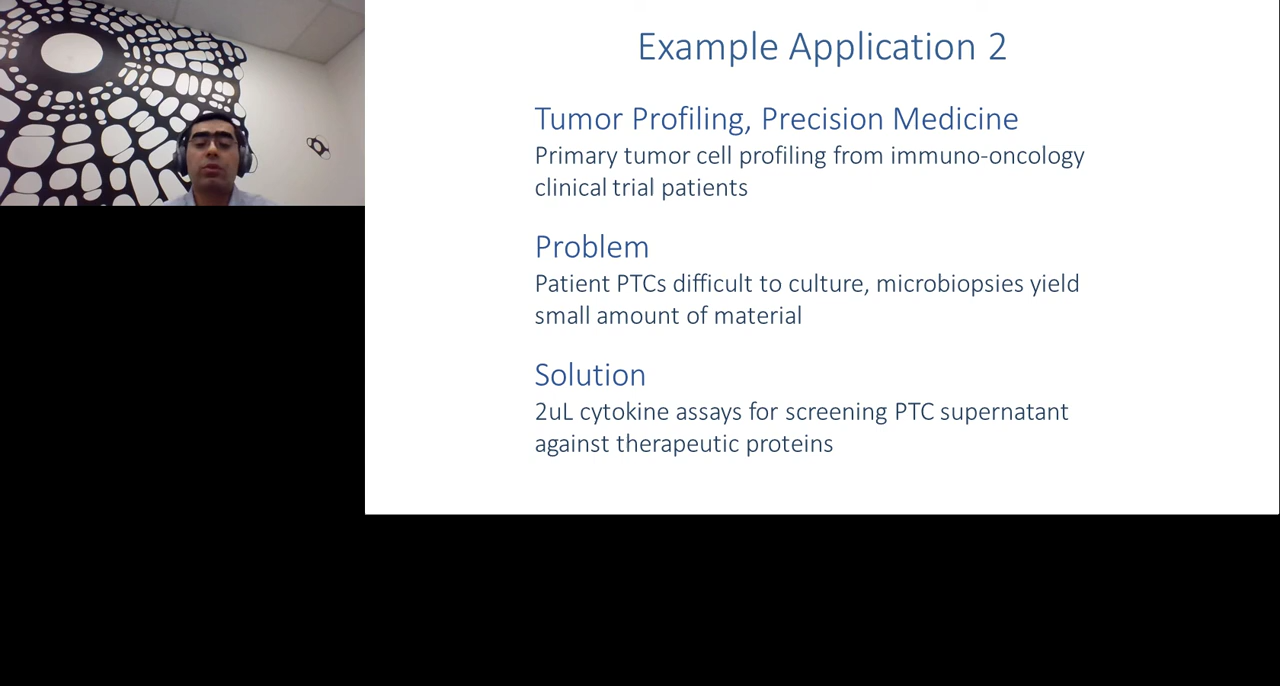 Example Application 2
Tumor Profiling, Precision Medicine
Primary tumor cell profiling from immuno-oncology
clinical trial patients
Problem
Patient PTCs difficult to culture, microbiopsies yield
small amount of material
Solution
2uL cytokine assays for screening PTC supernatant
against therapeutic proteins